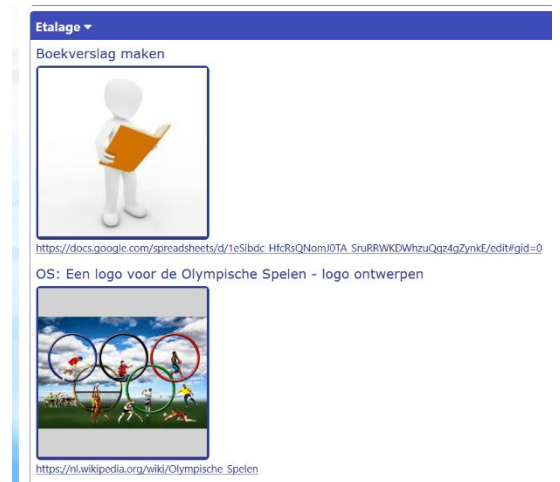 Etalage
Boekverslag maken
https://docs.google.com/spreadsheets/d/1eSibdc_HfcRsQNomJ0TA_SruRRWKDWhzuQqz4gZynkE/edit#gid=0
OS: Een logo voor de Olympische Spelen - logo ontwerpen
https://nl.wikipedia.org/wiki/Olympische_Spelen